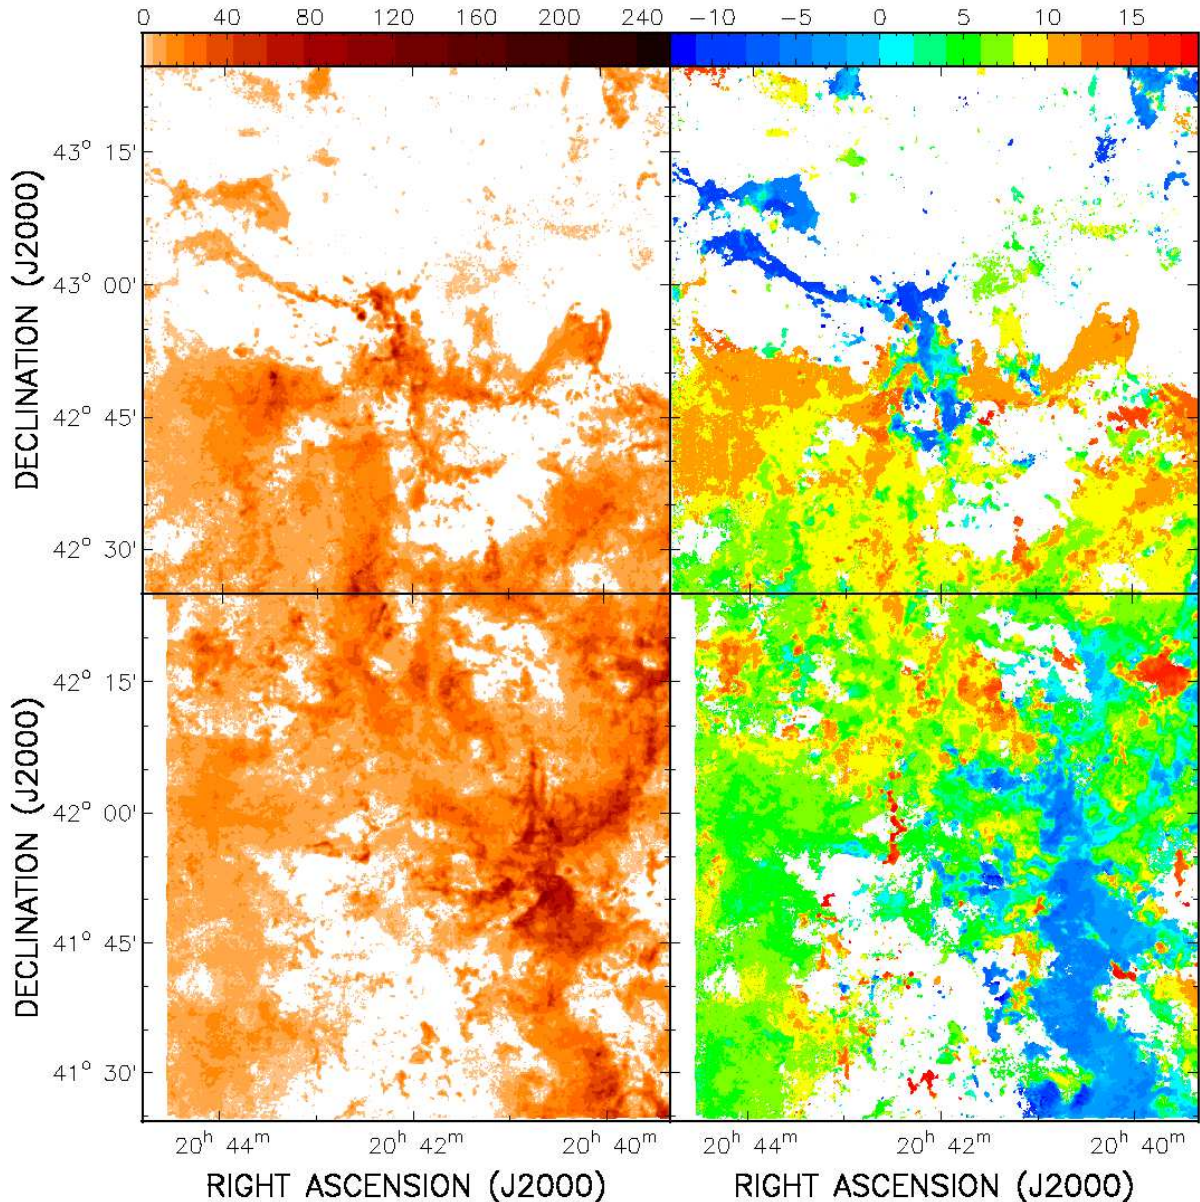 0 40 80 120 160 200 240 −10 −5 0 5 10 15
43° 15'
43° 00'
42° 45'
42° 30'
DECLINATION (J2000)
42° 15'
42° 00'
41° 45'
41° 30'
DECLINATION (J2000)
20ʰ 44ᵐ 20ʰ 42ᵐ 20ʰ 40ᵐ 20ʰ 44ᵐ 20ʰ 42ᵐ 20ʰ 40ᵐ
RIGHT ASCENSION (J2000) RIGHT ASCENSION (J2000)